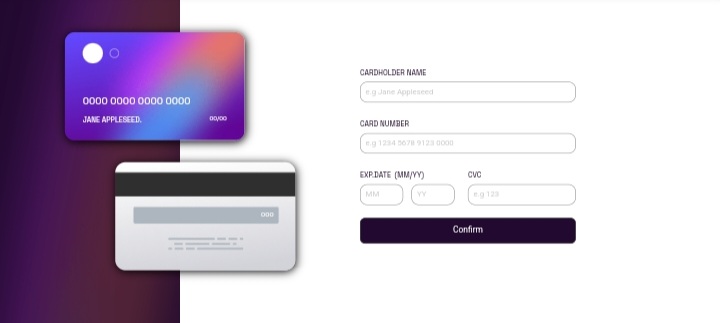 0000 0000 0000 0000
JANE APPLESEED.
00/00
000
CARDHOLDER NAME
e.g Jane Appleseed
CARD NUMBER
e.g 1234 5678 9123 0000
EXP.DATE (MM/YY)
CVC
MM
YY
e.g 123
Confirm